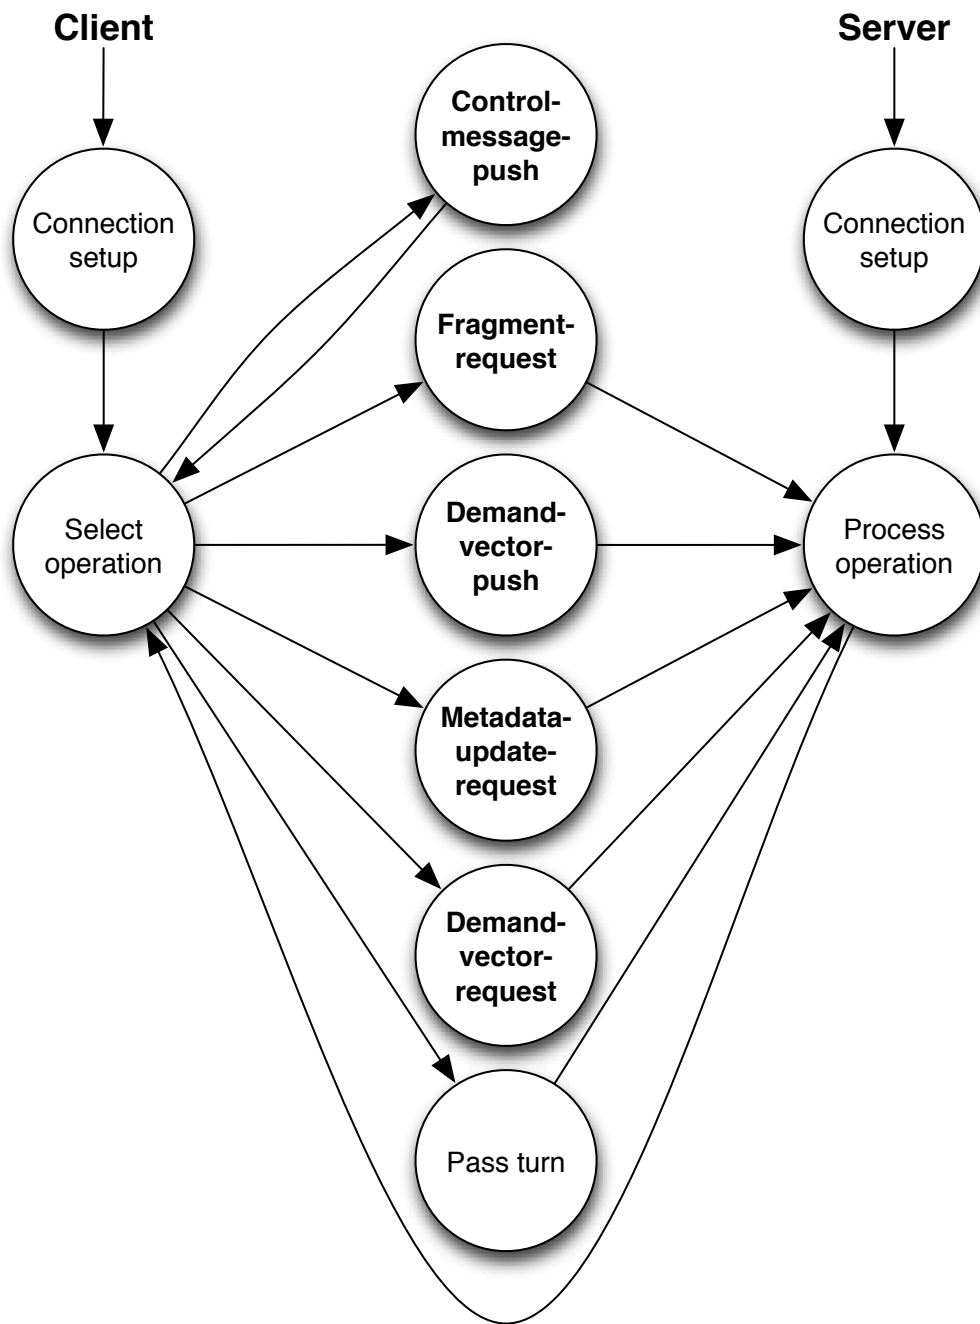 Client
Server
Control-
message-
push
Connection
setup
Connection
setup
Fragment-
request
Select
operation
Demand-
vector-
push
Process
operation
Metadata-
update-
request
Demand-
vector-
request
Pass turn